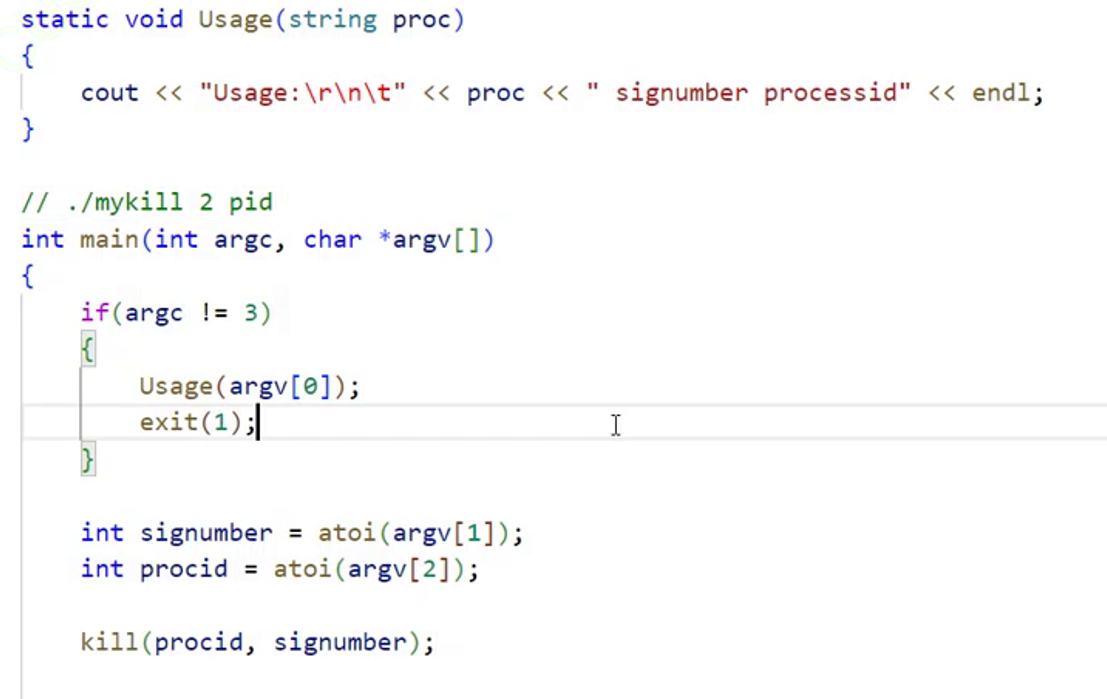 static void Usage(string proc)
{
    cout << "Usage:\r\n\t" << proc << " signumber processid" << endl;
}
// ./mykill 2 pid
int main(int argc, char *argv[])
{
    if(argc != 3)
    {
        Usage(argv[0]);
        exit(1);
    }
    int signumber = atoi(argv[1]);
    int procid = atoi(argv[2]);
    kill(procid, signumber);